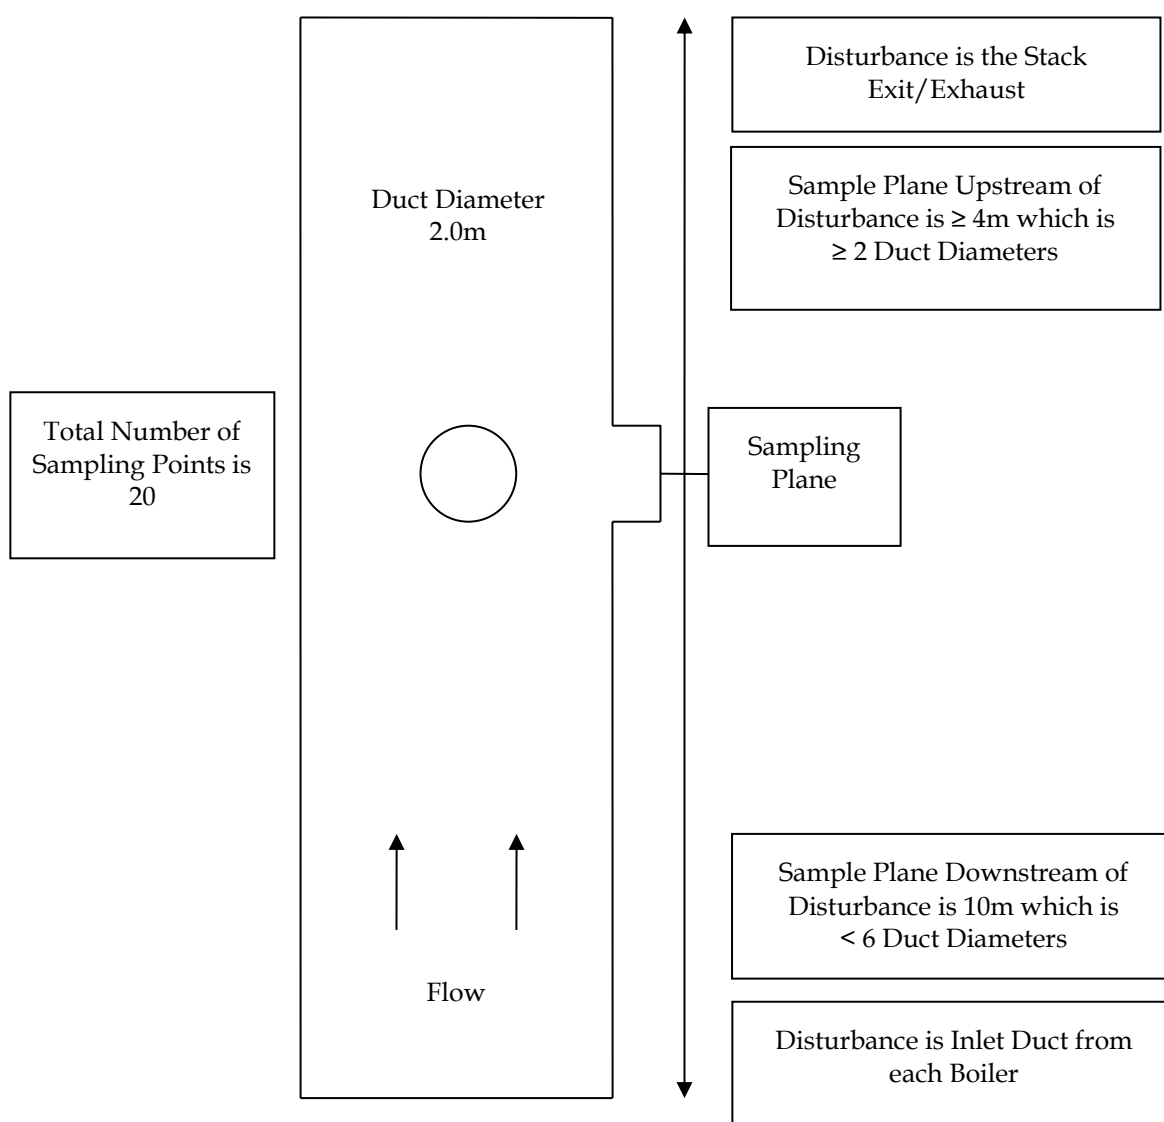 Disturbance is the Stack
Exit/Exhaust
Duct Diameter
2.0m
Sample Plane Upstream of
Disturbance is ≥ 4m which is
≥ 2 Duct Diameters
Total Number of
Sampling Points is
20
Sampling
Plane
Sample Plane Downstream of
Disturbance is 10m which is
< 6 Duct Diameters
Flow
Disturbance is Inlet Duct from
each Boiler